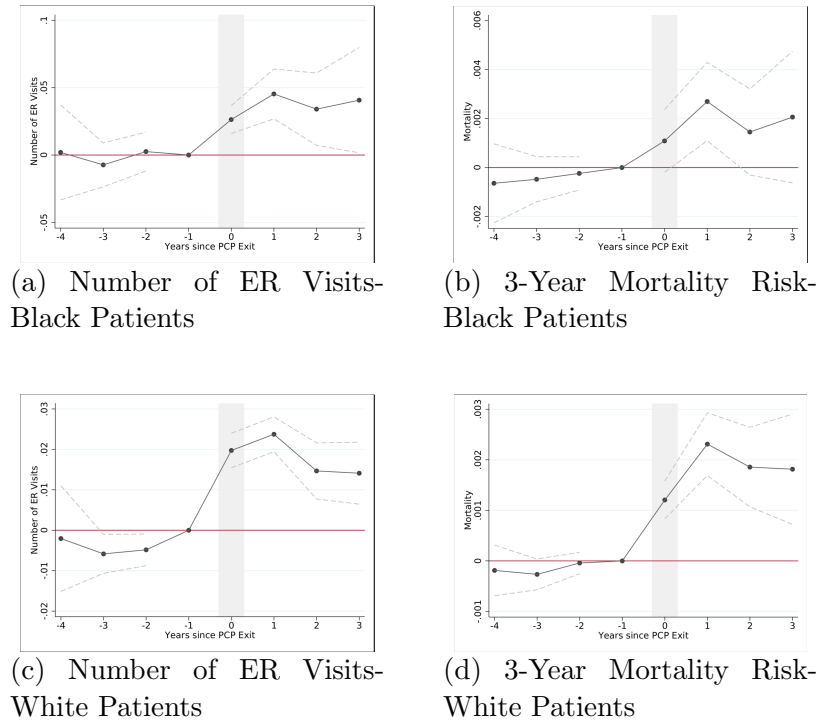 Number of ER Visits
.1
.05
0
-.05
-4 -3 -2 -1 0 1 2 3
Years since PCP Exit
(a) Number of ER Visits-
Black Patients
Mortality
.006
.004
.002
0
-.002
-4 -3 -2 -1 0 1 2 3
Years since PCP Exit
(b) 3-Year Mortality Risk-
Black Patients
Number of ER Visits
.03
.02
.01
0
-.01
-.02
-4 -3 -2 -1 0 1 2 3
Years since PCP Exit
(c) Number of ER Visits-
White Patients
Mortality
.003
.002
.001
0
-.001
-4 -3 -2 -1 0 1 2 3
Years since PCP Exit
(d) 3-Year Mortality Risk-
White Patients